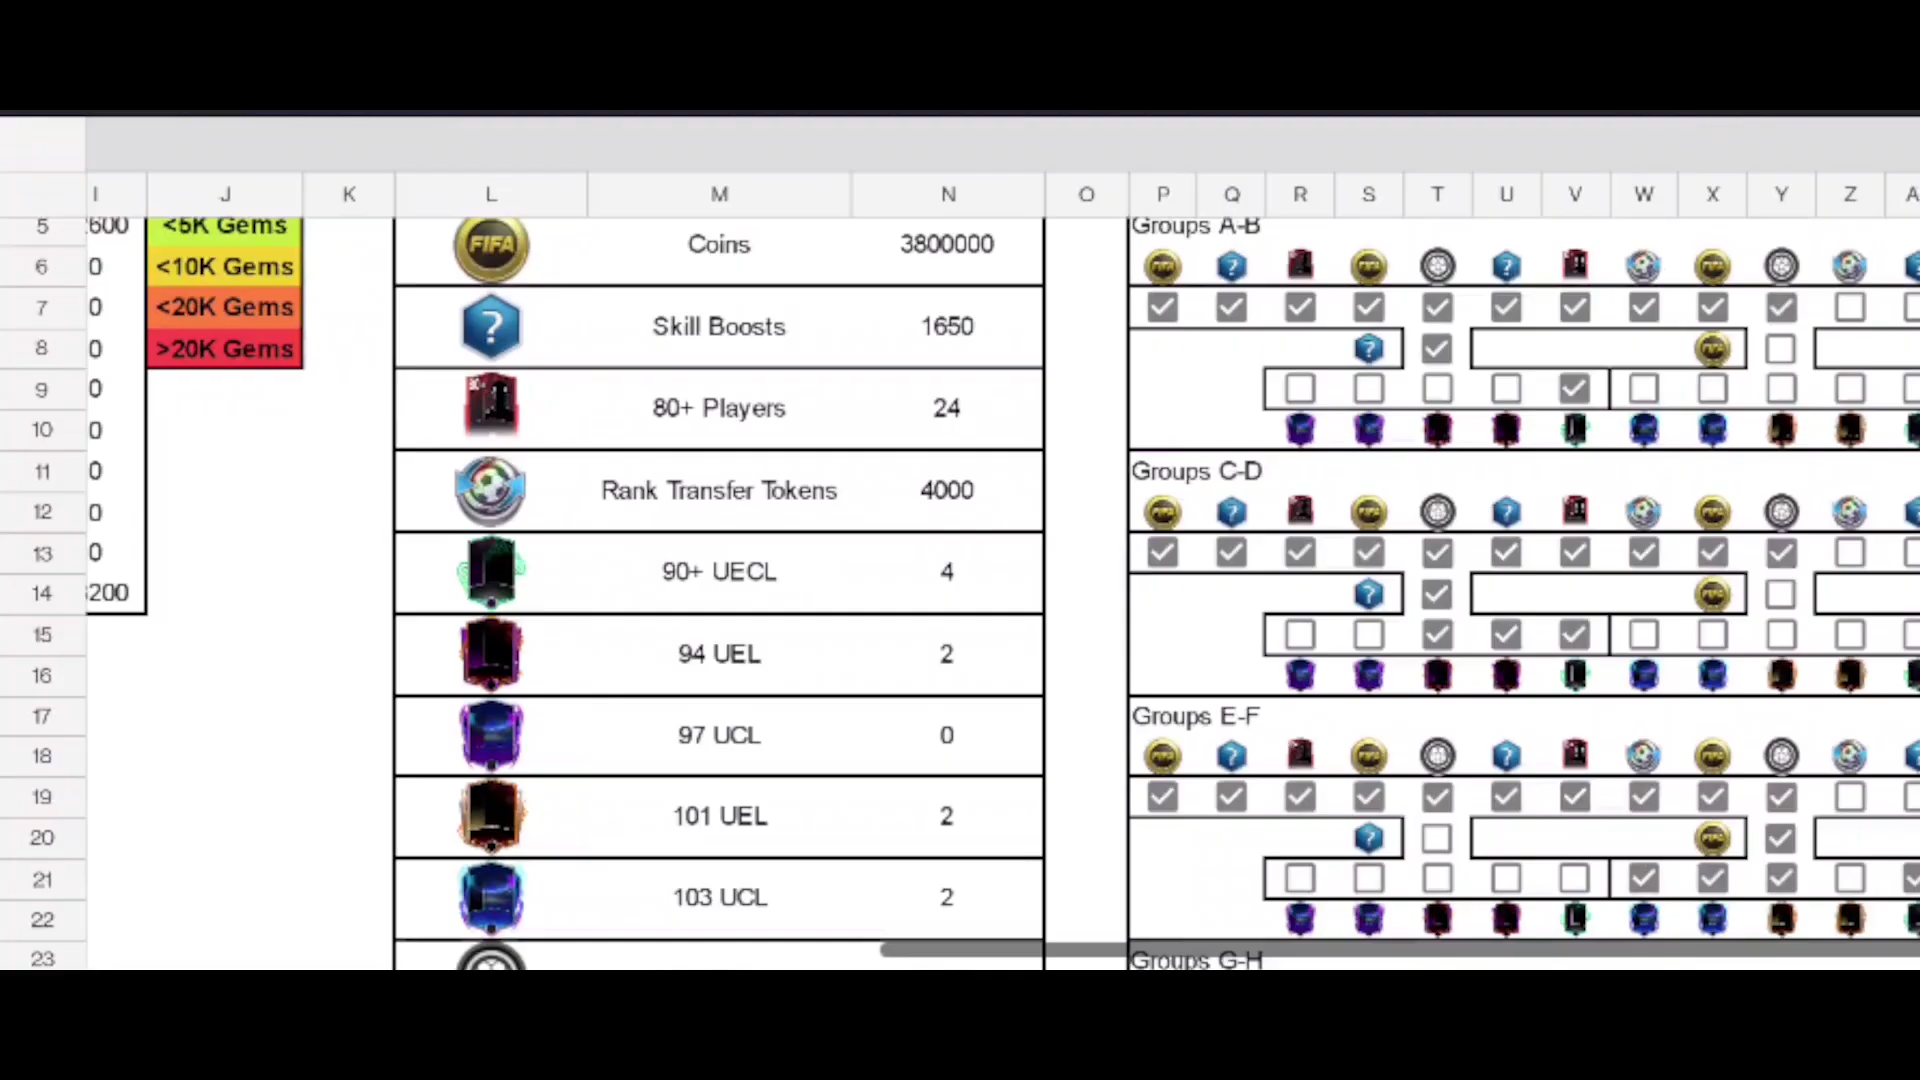 I J K L M N O P Q R S T U V W X Y Z
5 <5K Gems FIFA Coins 3800000 Groups A-B
6 0 <10K Gems
7 0 <20K Gems ? Skill Boosts 1650
8 0 >20K Gems
9 0 80+ Players 24
10 0
11 0 Rank Transfer Tokens 4000 Groups C-D
12 0
13 0 90+ UECL 4
14
15 94 UEL 2
16
17 97 UCL 0 Groups E-F
18
19 101 UEL 2
20
21 103 UCL 2
22
23 Groups G-H